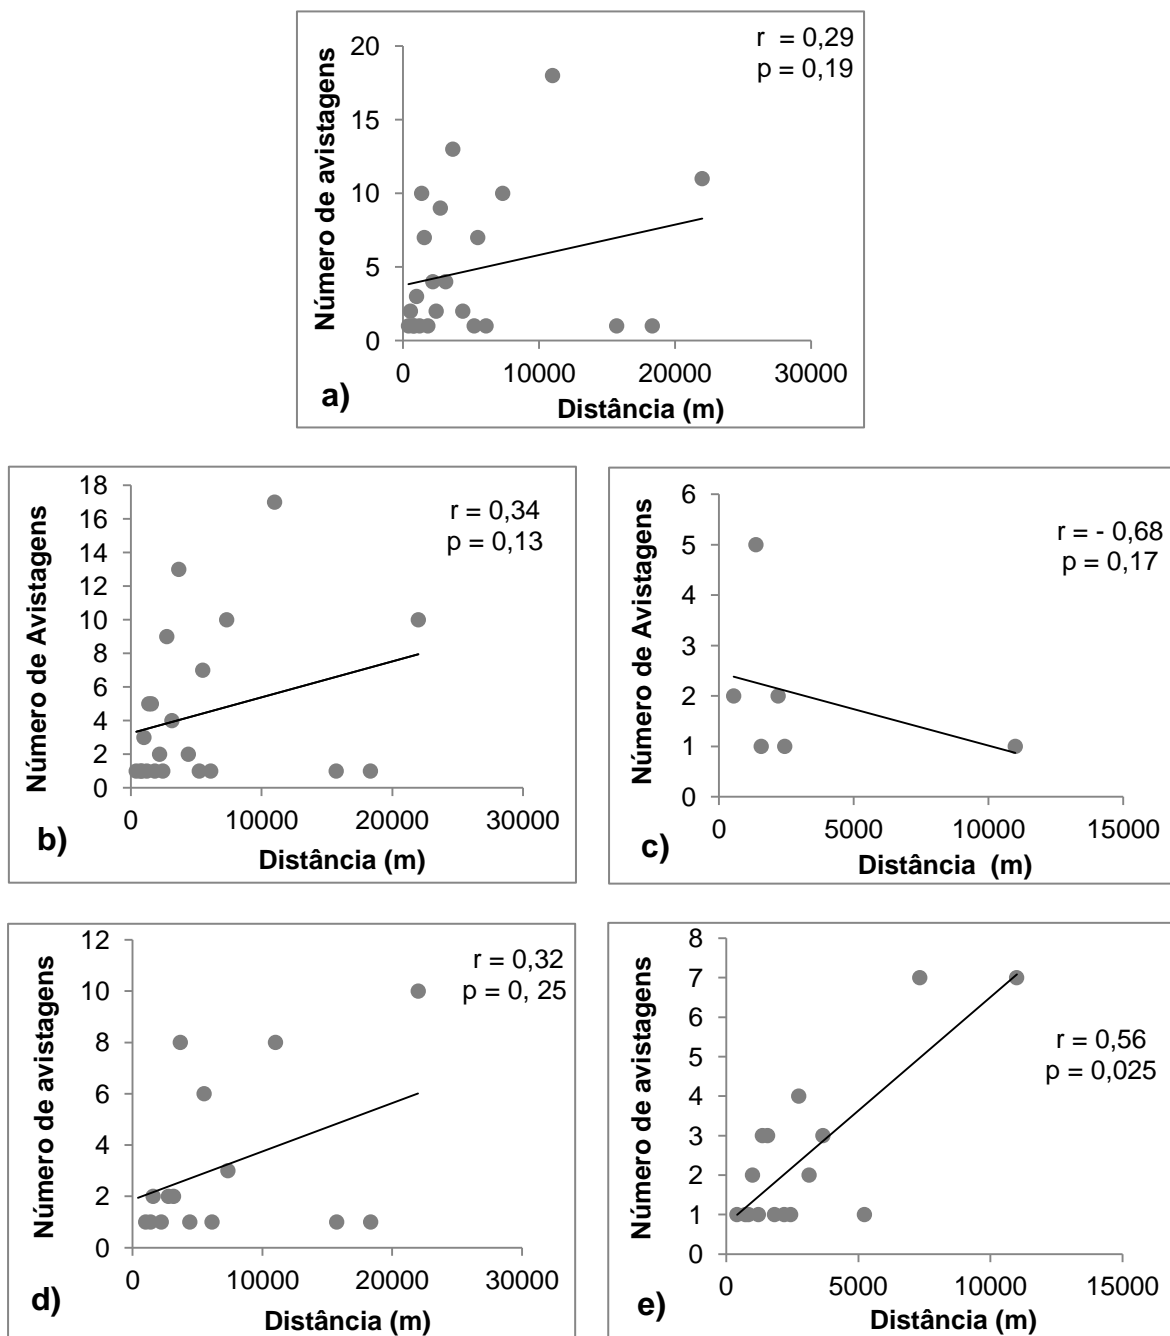 r = 0,29
p = 0,19
Número de avistagens
20
15
10
5
0
0 10000 20000 30000
a)
Distância (m)
r = 0,34
p = 0,13
Número de Avistagens
18
16
14
12
10
8
6
4
2
0
0 10000 20000 30000
b)
Distância (m)
r = - 0,68
p = 0,17
Número de Avistagens
6
5
4
3
2
1
0
0 5000 10000 15000
c)
Distância (m)
r = 0,32
p = 0, 25
Número de avistagens
12
10
8
6
4
2
0
0 10000 20000 30000
d)
Distância (m)
r = 0,56
p = 0,025
Número de avistagens
8
7
6
5
4
3
2
1
0
0 5000 10000 15000
e)
Distância (m)